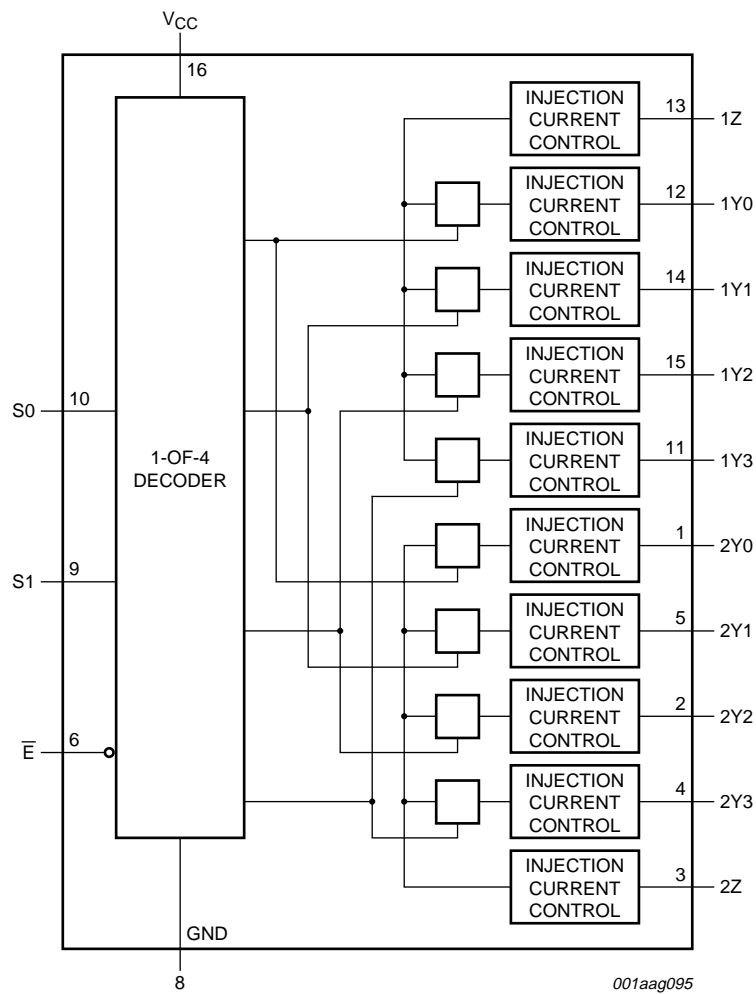 VCC
16
INJECTION
CURRENT
CONTROL
13
1Z
INJECTION
CURRENT
CONTROL
12
1Y0
INJECTION
CURRENT
CONTROL
14
1Y1
INJECTION
CURRENT
CONTROL
15
1Y2
S0
10
1-OF-4
DECODER
INJECTION
CURRENT
CONTROL
11
1Y3
INJECTION
CURRENT
CONTROL
1
2Y0
S1
9
INJECTION
CURRENT
CONTROL
5
2Y1
INJECTION
CURRENT
CONTROL
2
2Y2
E̅
6
INJECTION
CURRENT
CONTROL
4
2Y3
INJECTION
CURRENT
CONTROL
3
2Z
GND
8
001aag095